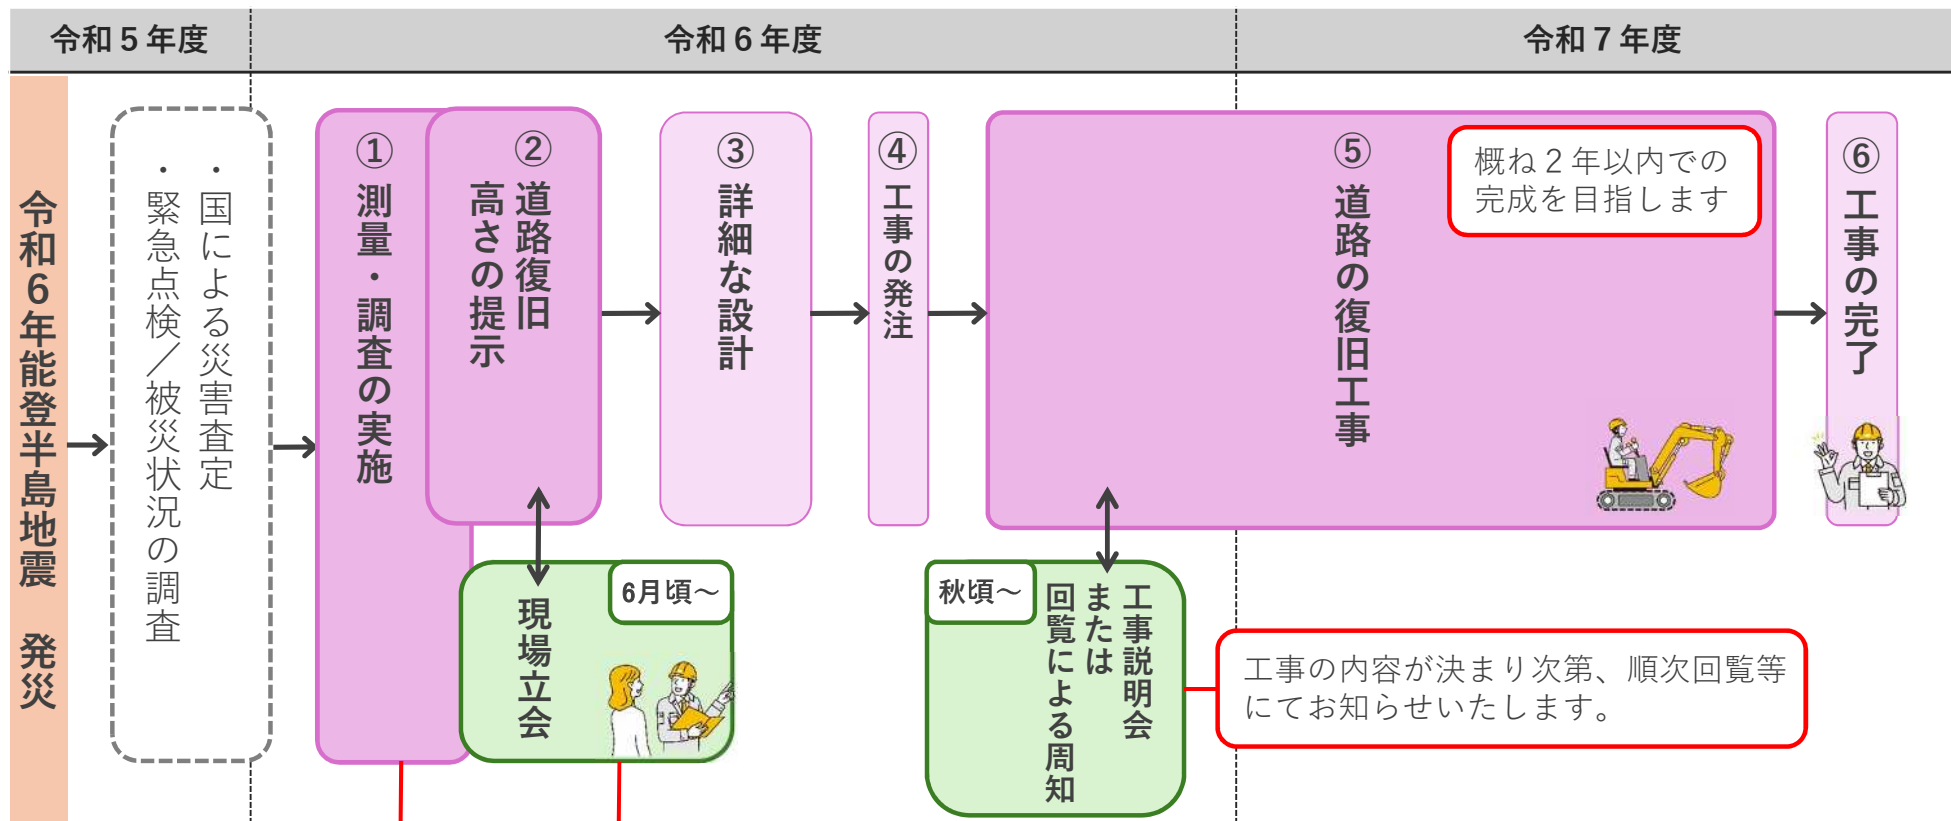 令和５年度
令和６年度
令和７年度
令和６年能登半島地震　発災
・国による災害査定
・緊急点検／被災状況の調査
①測量・調査の実施
②道路復旧
高さの提示
③詳細な設計
④工事の発注
⑤道路の復旧工事
概ね２年以内での
完成を目指します
⑥工事の完了
6月頃～
現場立会
秋頃～
工事説明会
または
回覧による周知
工事の内容が決まり次第、順次回覧等
にてお知らせいたします。